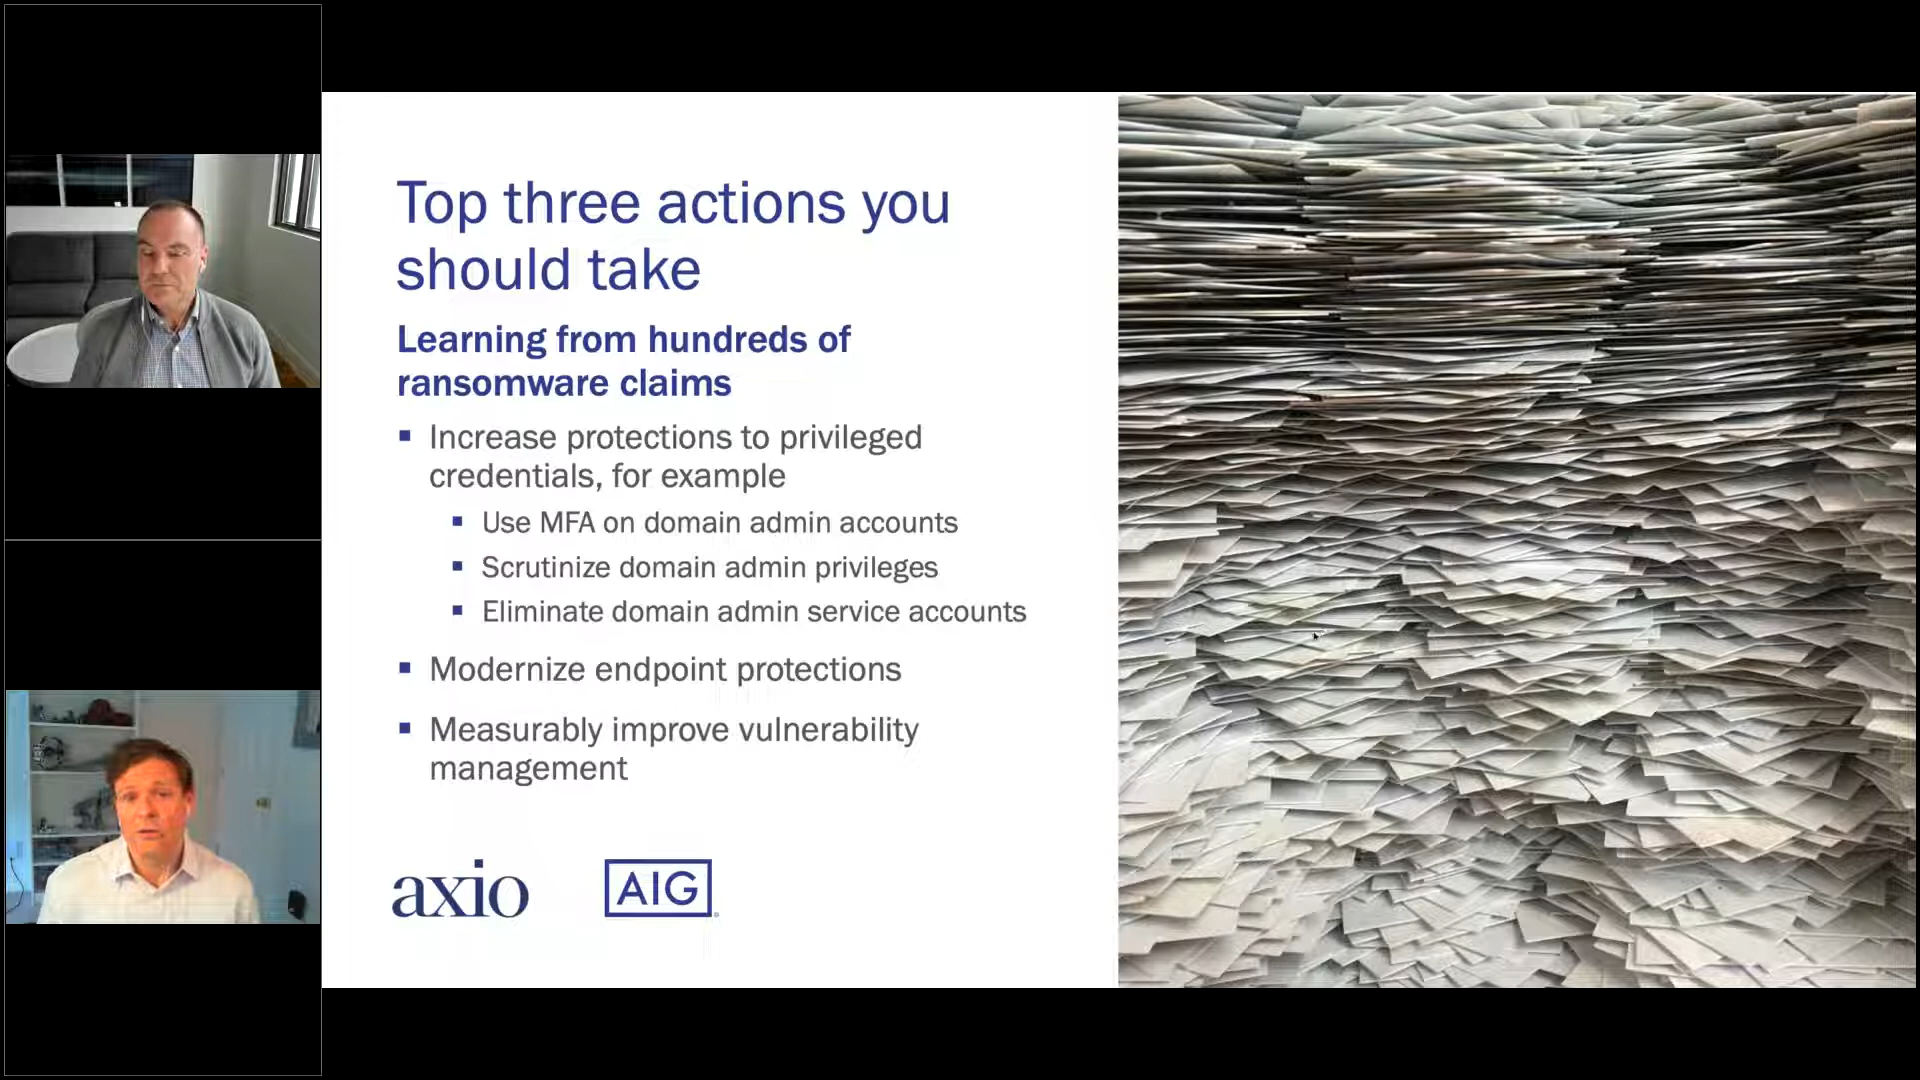 Top three actions you
should take
Learning from hundreds of
ransomware claims
Increase protections to privileged
credentials, for example
Use MFA on domain admin accounts
Scrutinize domain admin privileges
Eliminate domain admin service accounts
Modernize endpoint protections
Measurably improve vulnerability
management
axio
AIG